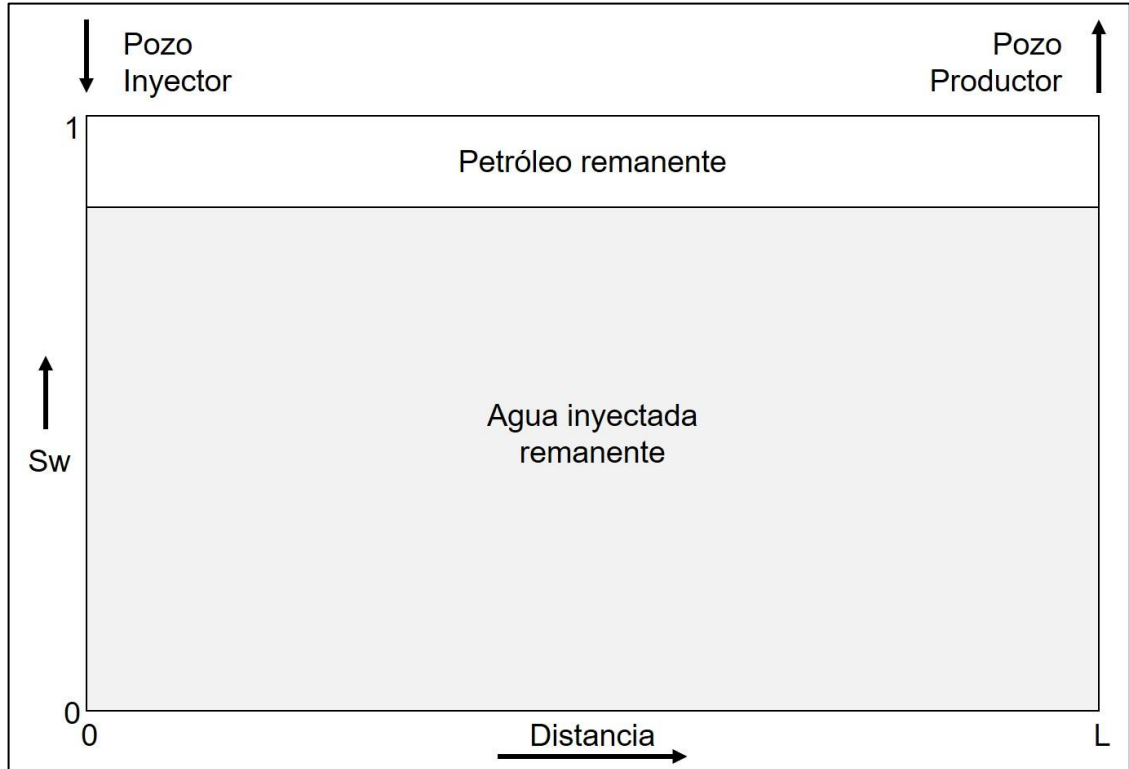 Pozo
Inyector
Pozo
Productor
1
Petróleo remanente
Agua inyectada
remanente
Sw
0
0
Distancia
L